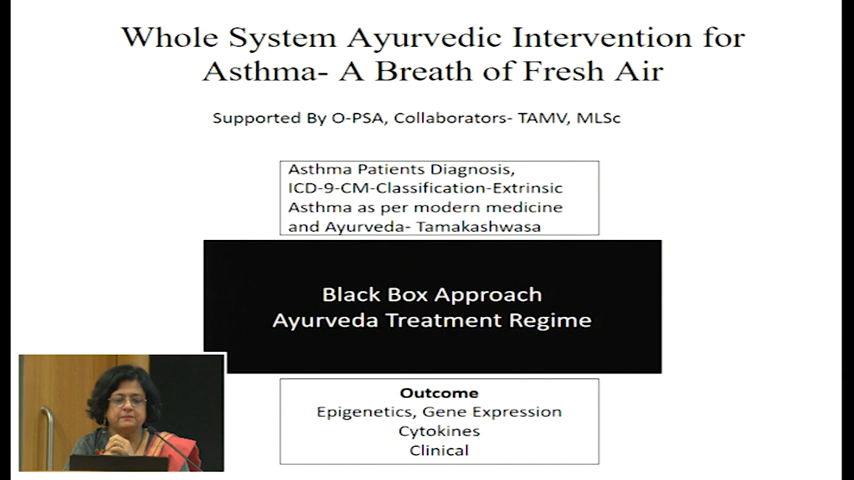 Whole System Ayurvedic Intervention for
Asthma- A Breath of Fresh Air
Supported By O-PSA, Collaborators- TAMV, MLSc
Asthma Patients Diagnosis,
ICD-9-CM-Classification-Extrinsic
Asthma as per modern medicine
and Ayurveda- Tamakashwasa
Black Box Approach
Ayurveda Treatment Regime
Outcome
Epigenetics, Gene Expression
Cytokines
Clinical